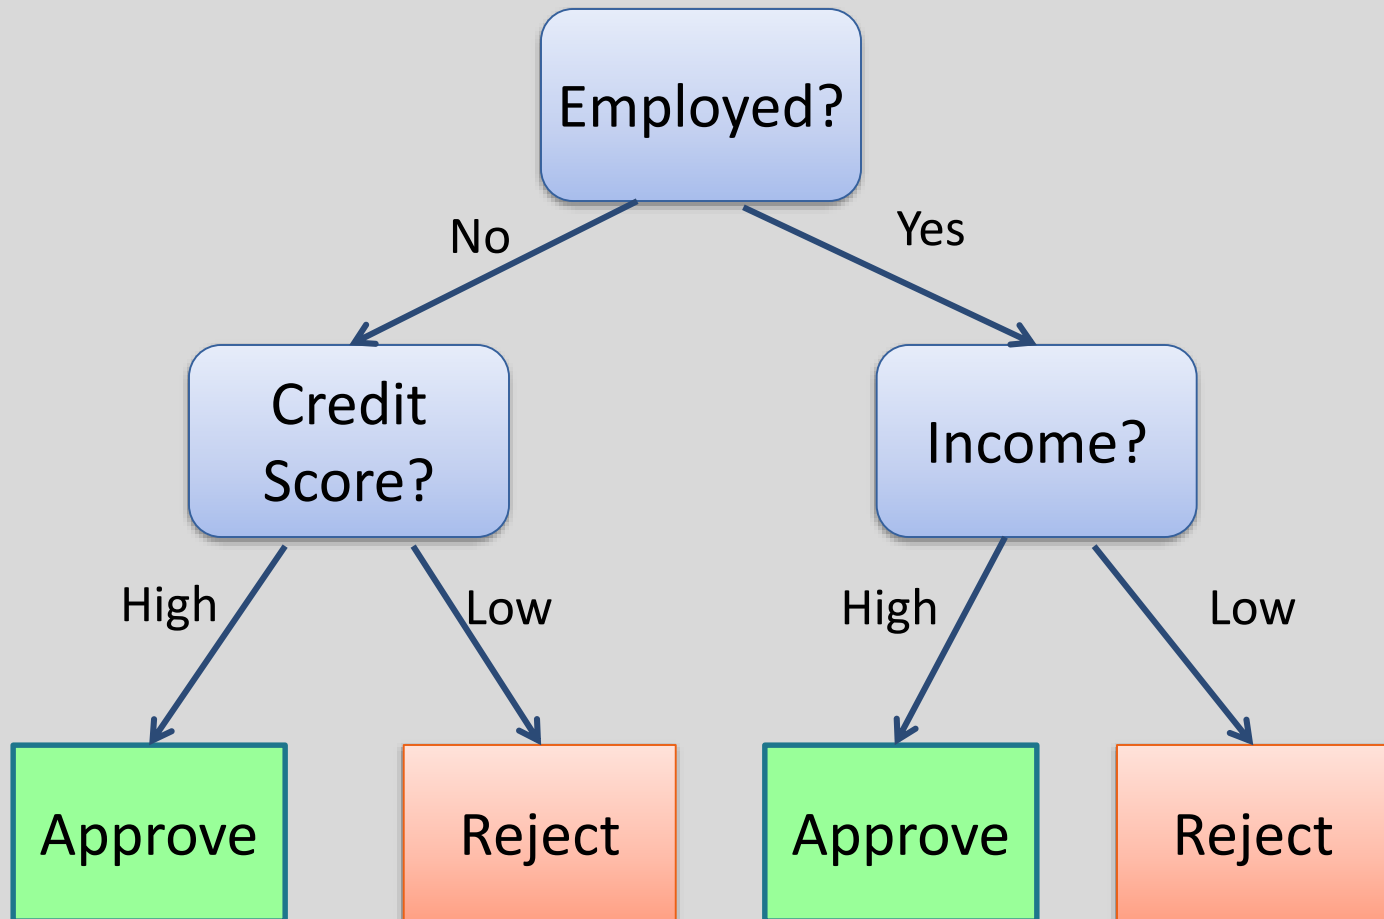 Employed?
No
Yes
Credit
Score?
Income?
High
Low
High
Low
Approve
Reject
Approve
Reject